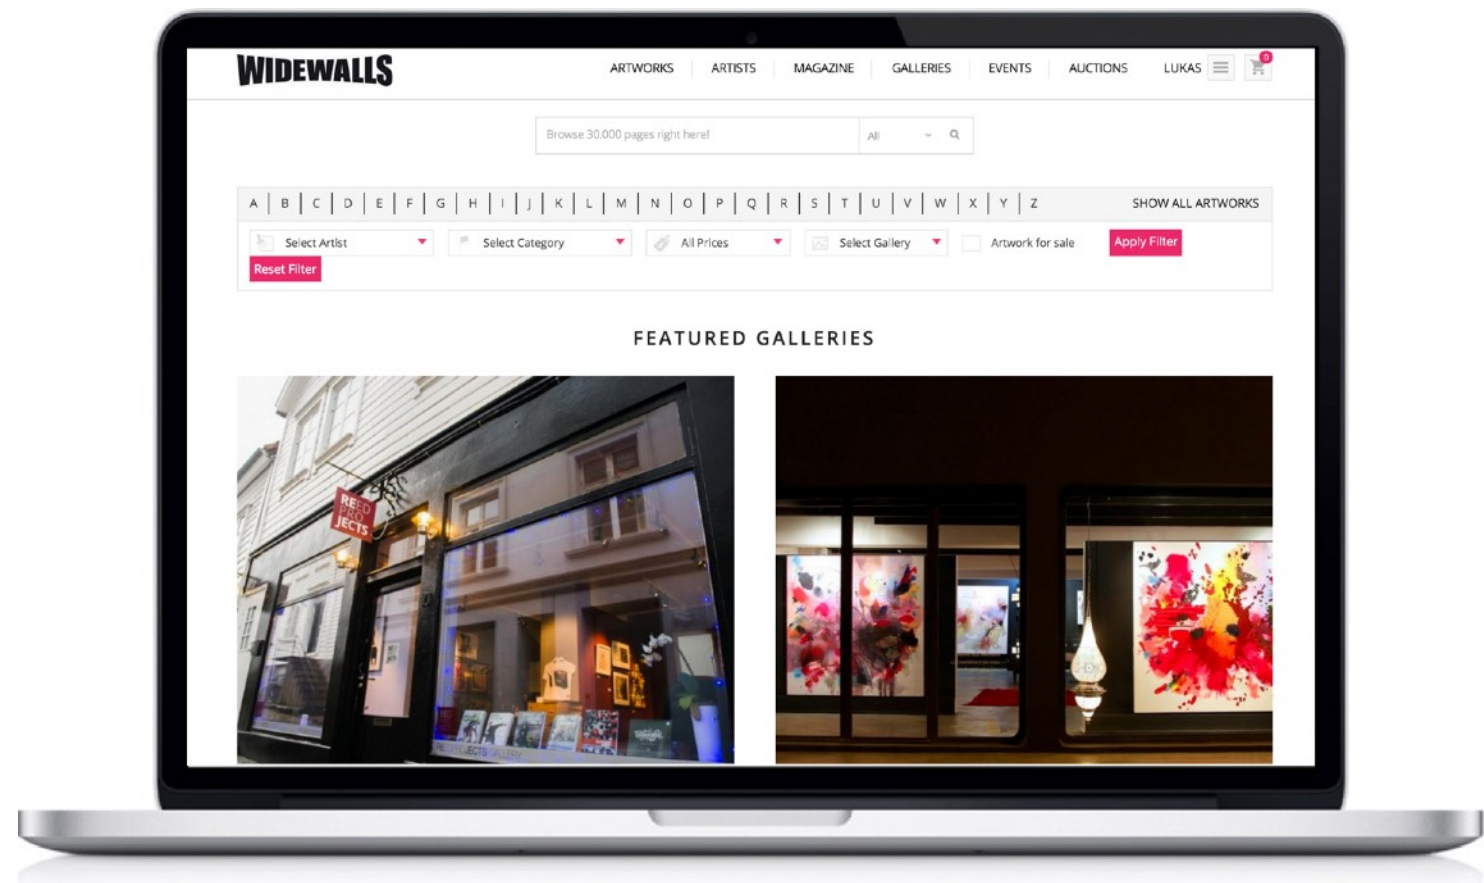 WIDEWALLS ARTWORKS ARTISTS MAGAZINE GALLERIES EVENTS AUCTIONS LUKAS 0
Browse 30.000 pages right here! All
A B C D E F G H I J K L M N O P Q R S T U V W X Y Z SHOW ALL ARTWORKS
Select Artist Select Category All Prices Select Gallery Artwork for sale Apply Filter
Reset Filter
FEATURED GALLERIES
REED
PRO
JECTS